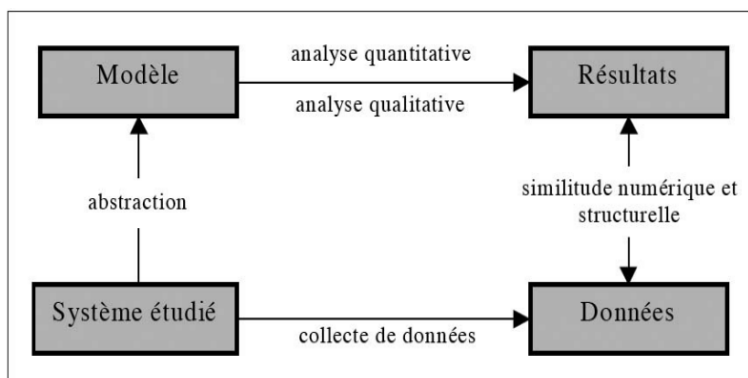 Modèle
analyse quantitative
analyse qualitative
Résultats
abstraction
similitude numérique et
structurelle
Système étudié
collecte de données
Données